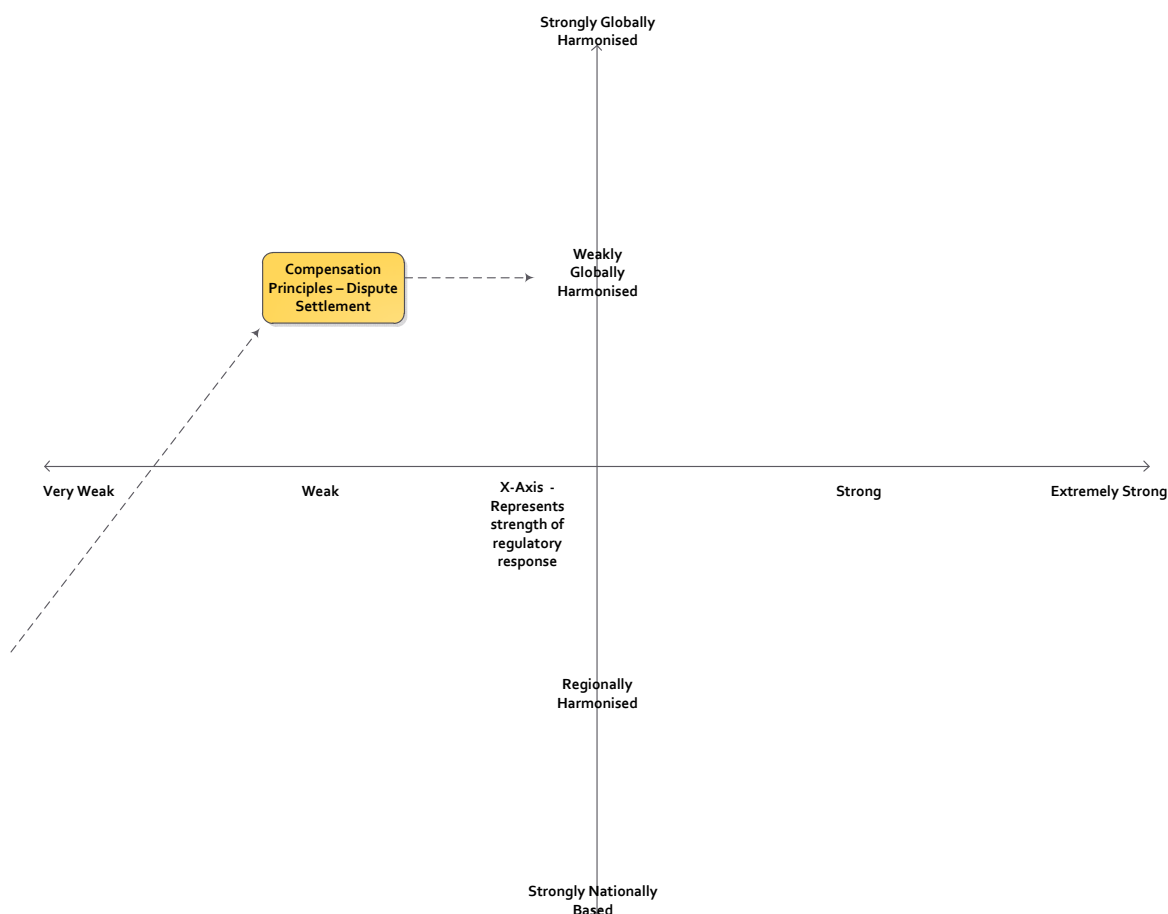 Strongly Globally
Harmonised
Compensation
Principles – Dispute
Settlement
Weakly
Globally
Harmonised
Very Weak
Weak
X-Axis -
Represents
strength of
regulatory
response
Strong
Extremely Strong
Regionally
Harmonised
Strongly Nationally
Based